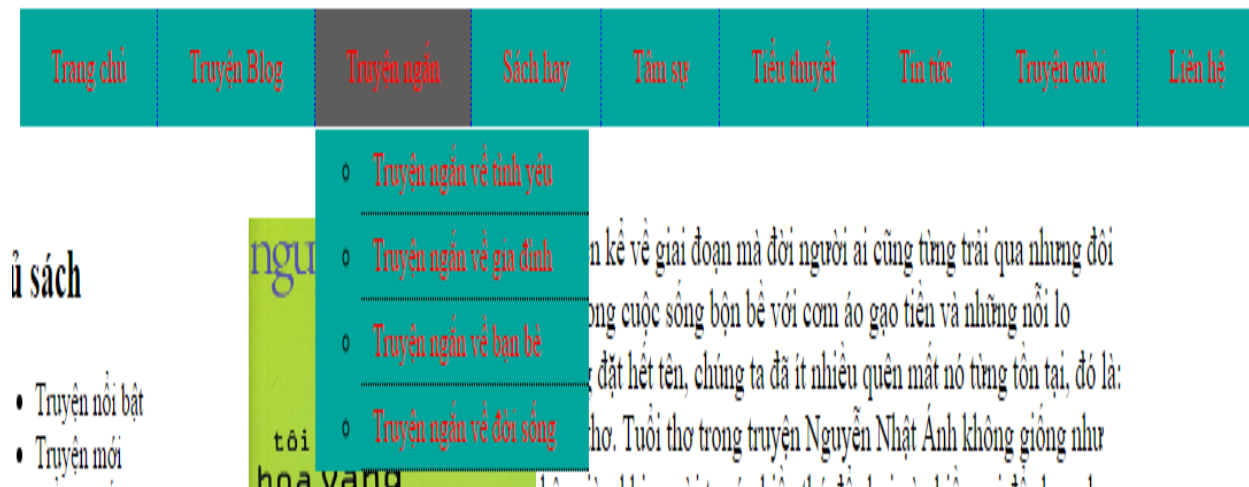 Trang chủ Truyện Blog Truyện ngắn Sách hay Tâm sự Tiểu thuyết Tin tức Truyện cười Liên hệ
Truyện ngắn về tình yêu
Truyện ngắn về gia đình
Truyện ngắn về bạn bè
Truyện ngắn về đời sống
sách
Truyện nổi bật
Truyện mới
ngu
tôi
hoa vàng
kể về giai đoạn mà đời người ai cũng từng trải qua nhưng đôi
cuộc sống bộn bề với cơm áo gạo tiền và những nỗi lo
đặt hết tên, chúng ta đã ít nhiều quên mất nó từng tồn tại, đó là:
thơ. Tuổi thơ trong truyện Nguyễn Nhật Ánh không giống như